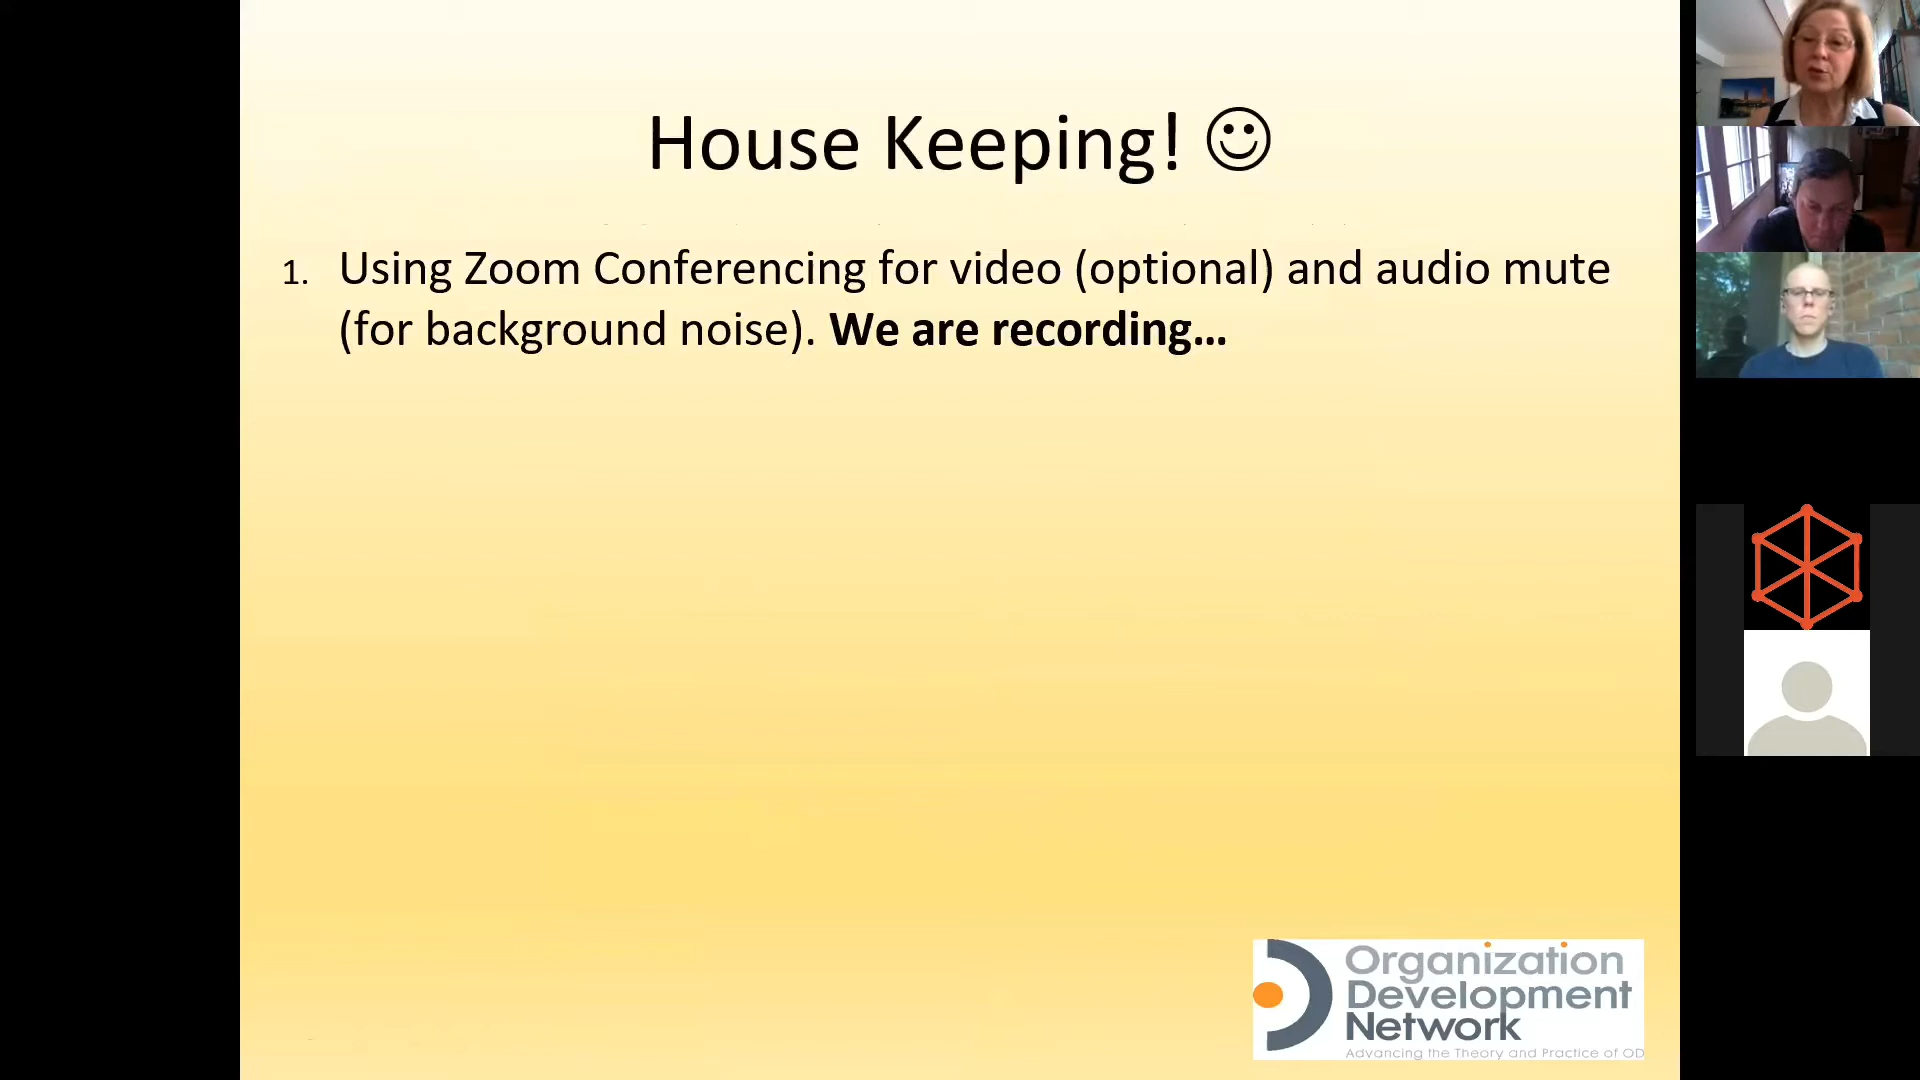 House Keeping! ☺
1. Using Zoom Conferencing for video (optional) and audio mute
(for background noise). We are recording...
Organization
Development
Network
Advancing the Theory and Practice of OD